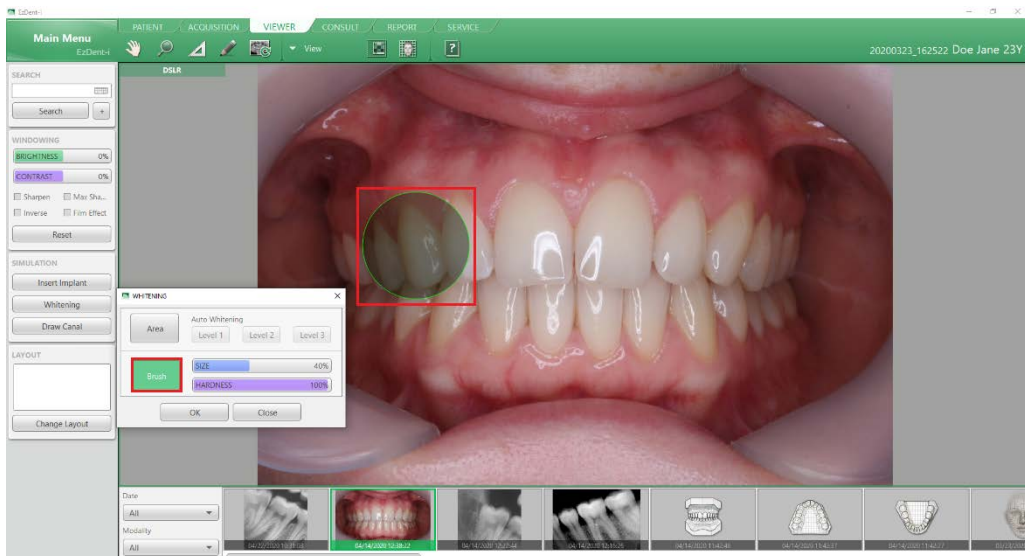 EzDent-i
Main Menu
EzDent-i
PATIENT ACQUISITION VIEWER CONSULT REPORT SERVICE
View
?
20200323_162522 Doe Jane 23Y
SEARCH
Search +
WINDOWING
BRIGHTNESS 0%
CONTRAST 0%
Sharpen Max Sha...
Inverse Film Effect
Reset
SIMULATION
Insert Implant
Whitening
Draw Canal
LAYOUT
Change Layout
DSLR
WHITENING
Area
Auto Whitening
Level 1 Level 2 Level 3
Brush
SIZE 40%
HARDNESS 100%
OK Close
Date
All
Modality
All
04/14/2020 12:38:22